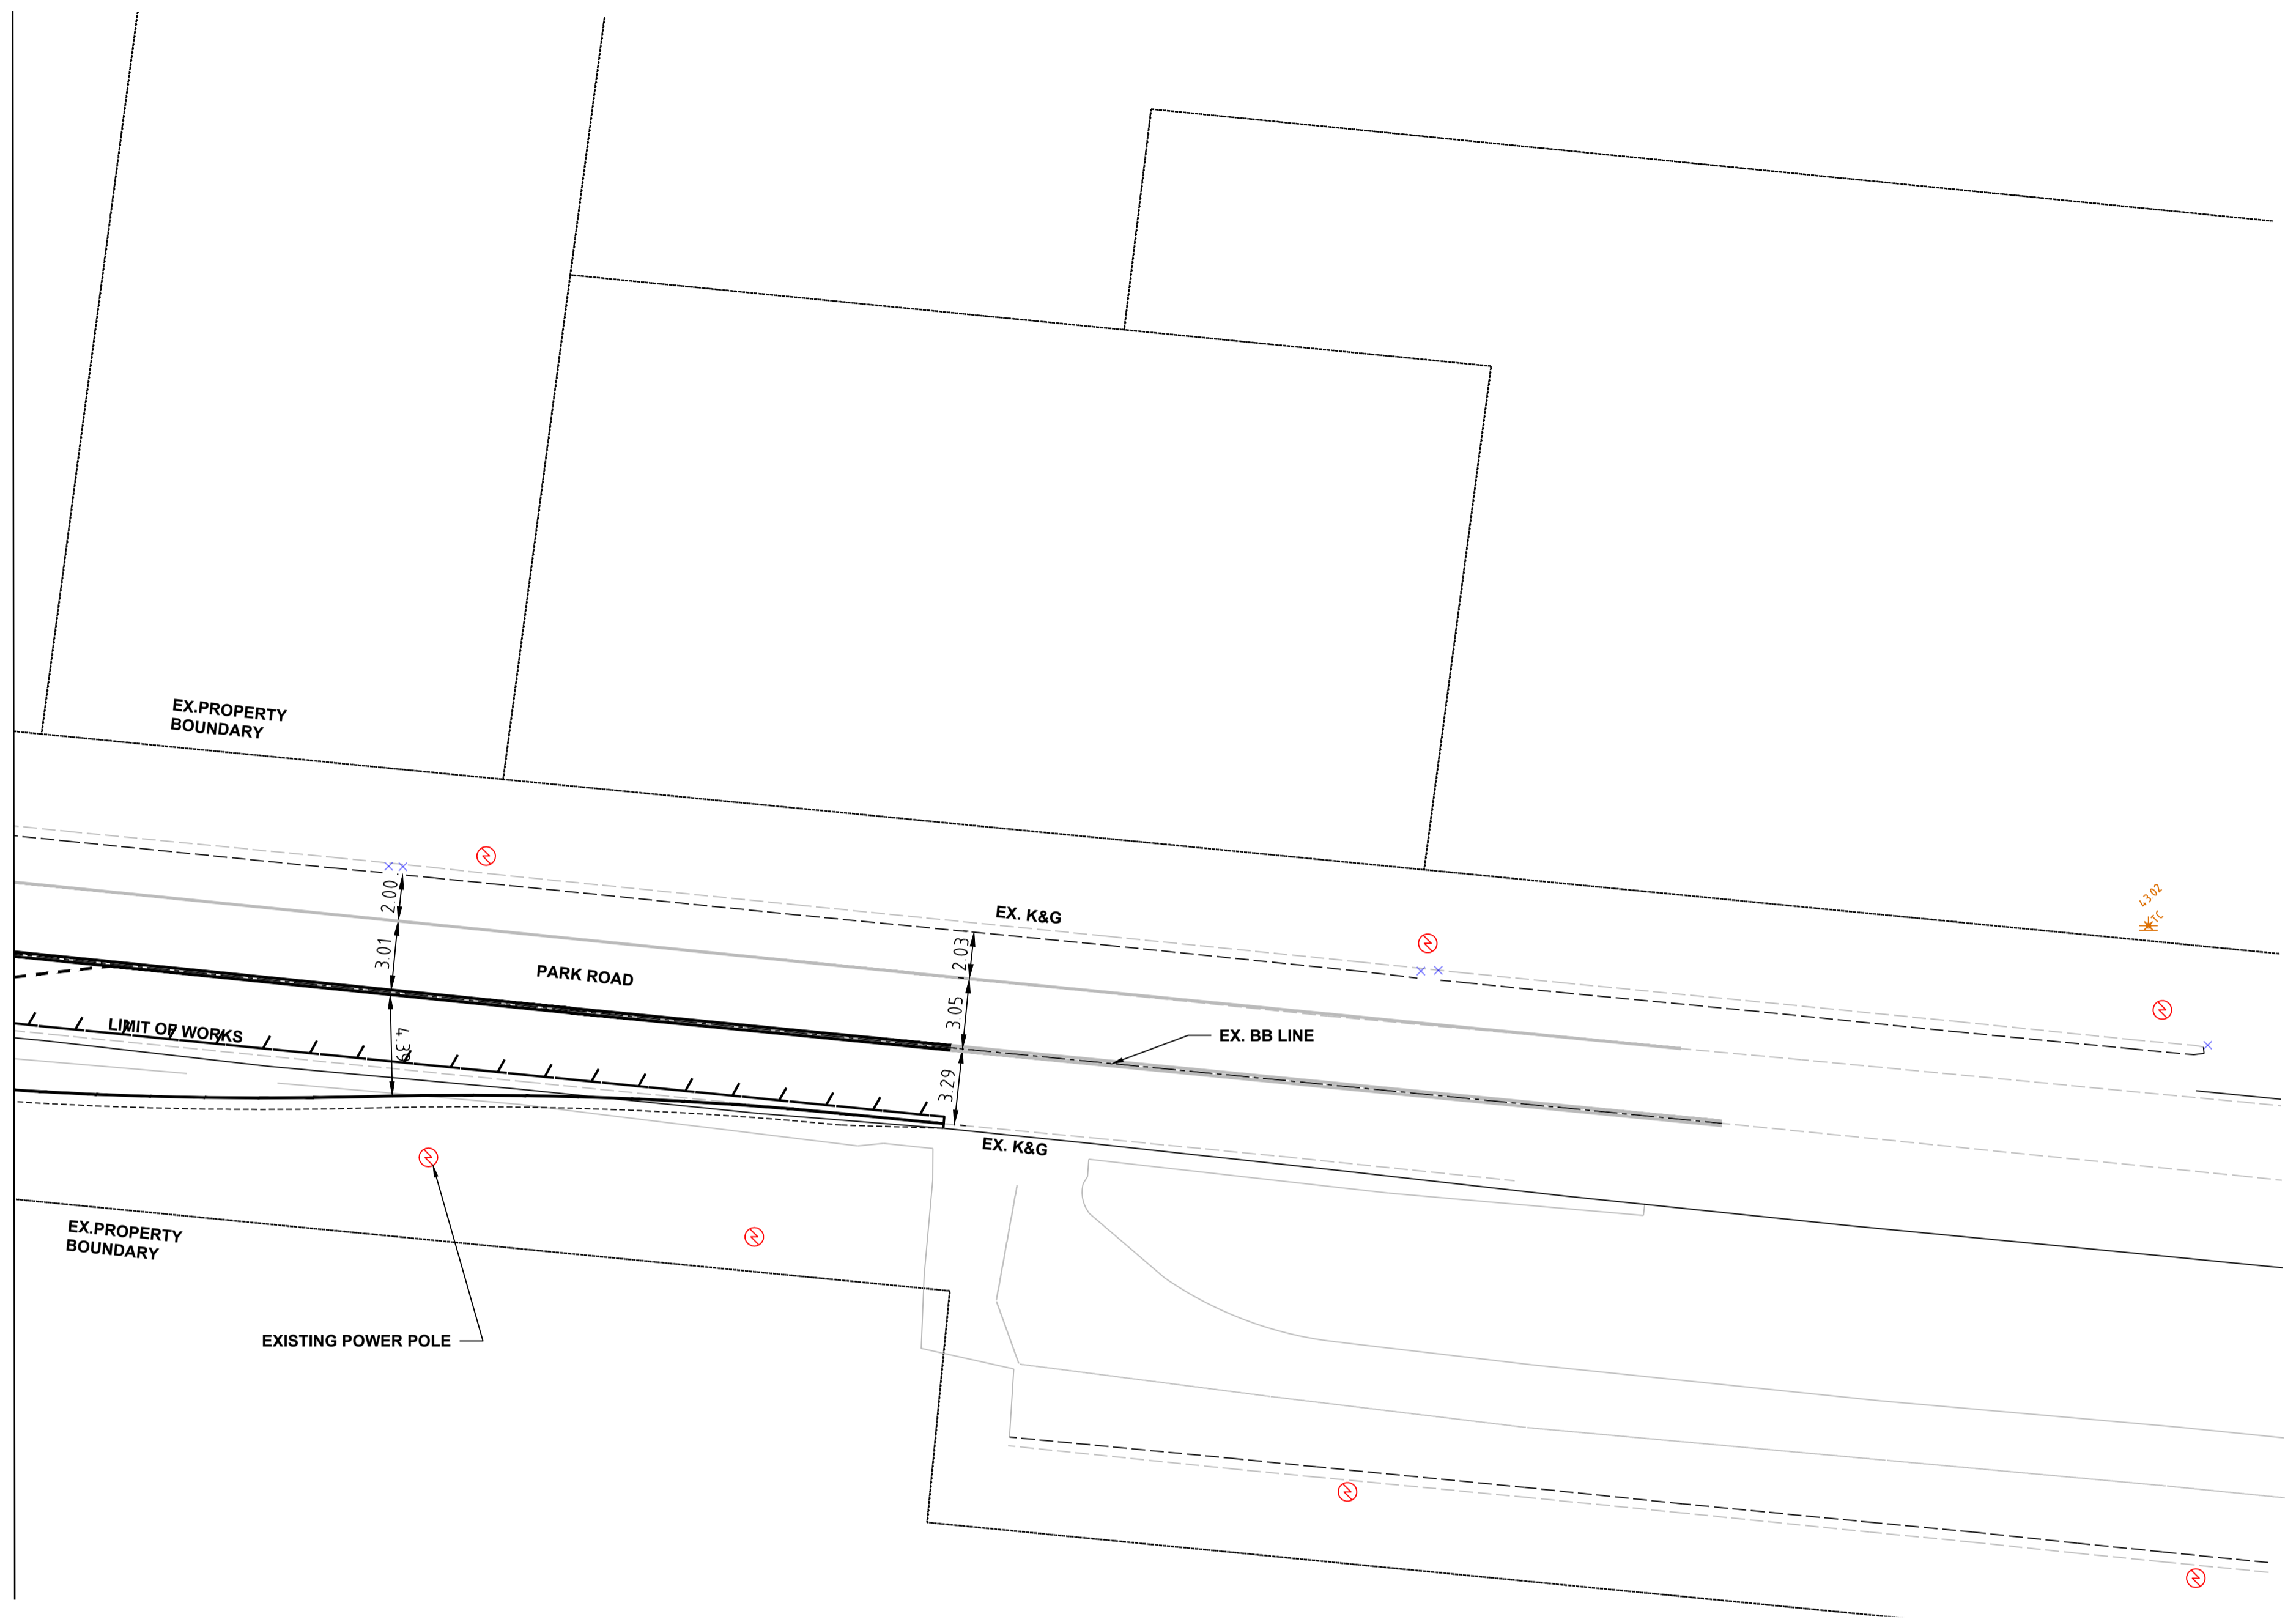 EX.PROPERTY
BOUNDARY
2.00
3.01
4.39
PARK ROAD
LIMIT OF WORKS
EX. K&G
2.03
3.05
3.29
EX. BB LINE
EX. K&G
43.02
KTC
EX.PROPERTY
BOUNDARY
EXISTING POWER POLE